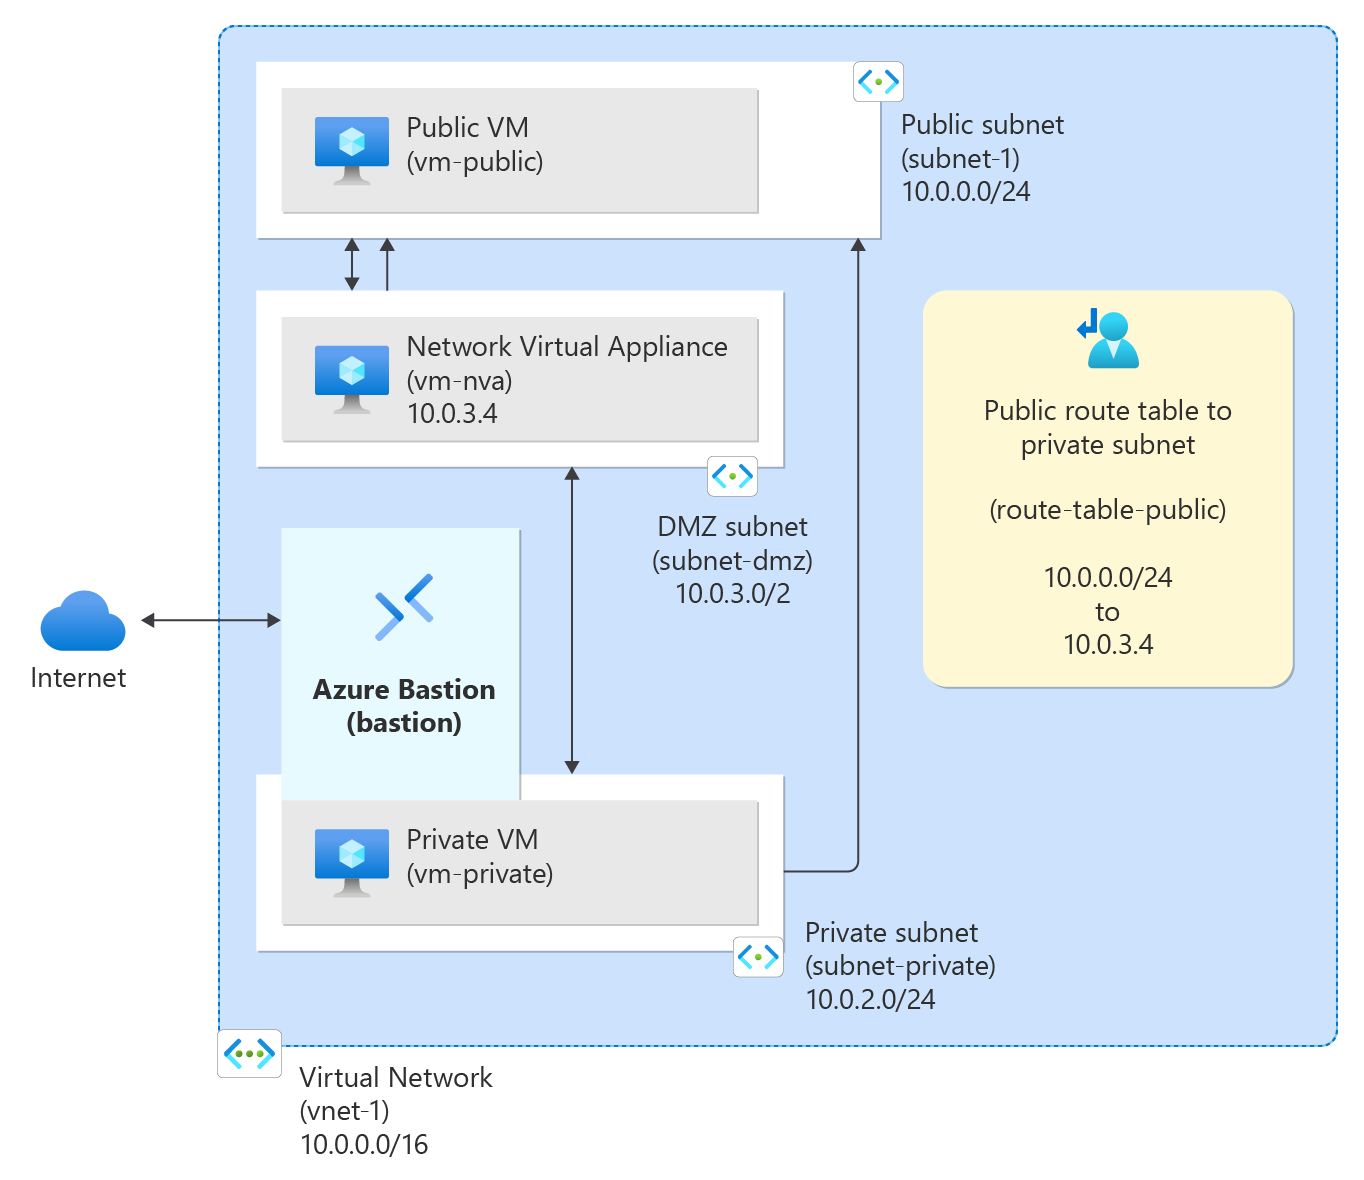 Public VM
(vm-public)
Public subnet
(subnet-1)
10.0.0.0/24
Network Virtual Appliance
(vm-nva)
10.0.3.4
DMZ subnet
(subnet-dmz)
10.0.3.0/2
Public route table to
private subnet
(route-table-public)
10.0.0.0/24
to
10.0.3.4
Internet
Azure Bastion
(bastion)
Private VM
(vm-private)
Private subnet
(subnet-private)
10.0.2.0/24
Virtual Network
(vnet-1)
10.0.0.0/16